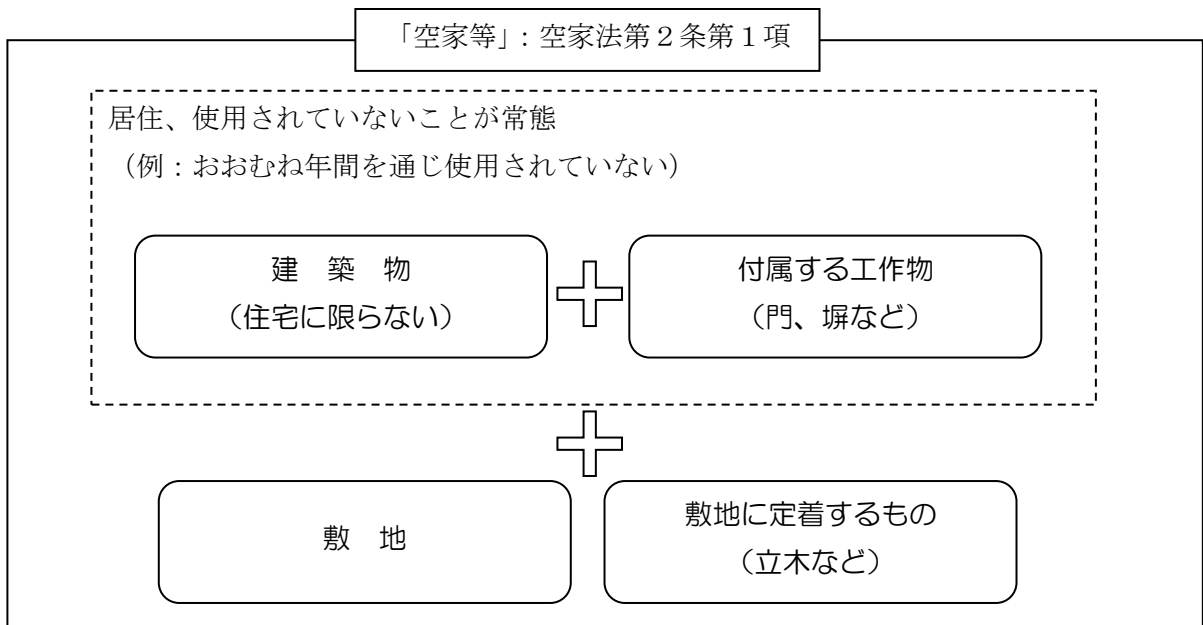 「空家等」：空家法第２条第１項
居住、使用されていないことが常態
（例：おおむね年間を通じ使用されていない）
建　築　物
（住宅に限らない）
付属する工作物
（門、塀など）
敷　地
敷地に定着するもの
（立木など）